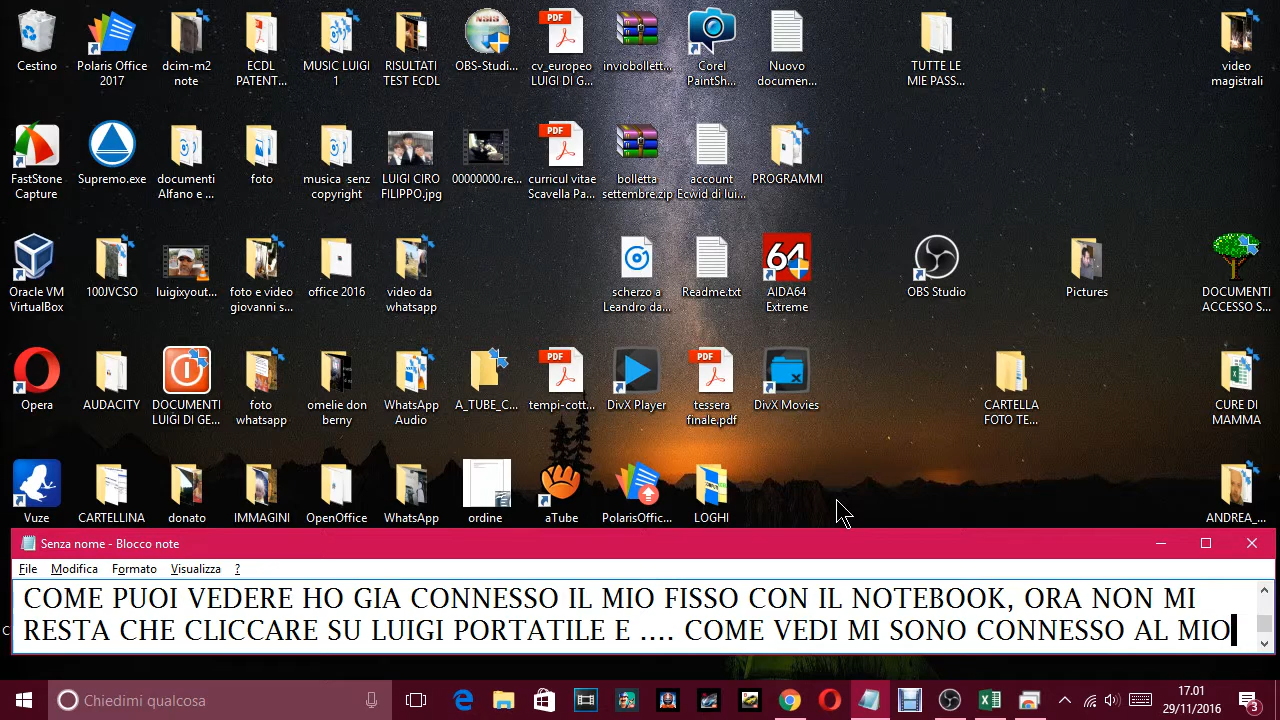 Cestino
Polaris Office
2017
dcim-m2
note
ECDL
PATENT...
MUSIC LUIGI
1
RISULTATI
TEST ECDL
NSIS
OBS-Studi...
PDF
cv_europeo
LUIGI DI G...
inviobollett...
Corel
PaintSh...
Nuovo
documen...
TUTTE LE
MIE PASS...
video
magistrali
FastStone
Capture
Supremo.exe
documenti
Alfano e ...
foto
musica senz
copyright
LUIGI CIRO
FILIPPO.jpg
00000000.re...
PDF
curricul vitae
Scavella Pa...
bolletta
settembre.zip
account
Ecwid di lui...
PROGRAMMI
Oracle VM
VirtualBox
100JVCSO
luigixyout...
foto e video
giovanni s...
office 2016
video da
whatsapp
scherzo a
Leandro da...
Readme.txt
64
AIDA64
Extreme
OBS Studio
Pictures
DOCUMENTI
ACCESSO S...
Opera
AUDACITY
DOCUMENTI
LUIGI DI GE...
foto
whatsapp
omelie don
berny
WhatsApp
Audio
A_TUBE_C...
PDF
tempi-cott...
DivX Player
PDF
tessera
finale.pdf
DivX Movies
CARTELLA
FOTO TE...
CURE DI
MAMMA
Vuze
CARTELLINA
donato
IMMAGINI
OpenOffice
WhatsApp
ordine
aTube
PolarisOffic...
LOGHI
ANDREA_...
Senza nome - Blocco note
File Modifica Formato Visualizza ?
COME PUOI VEDERE HO GIA CONNESSO IL MIO FISSO CON IL NOTEBOOK, ORA NON MI
RESTA CHE CLICCARE SU LUIGI PORTATILE E .... COME VEDI MI SONO CONNESSO AL MIO
Chiedimi qualcosa
17.01
29/11/2016
3